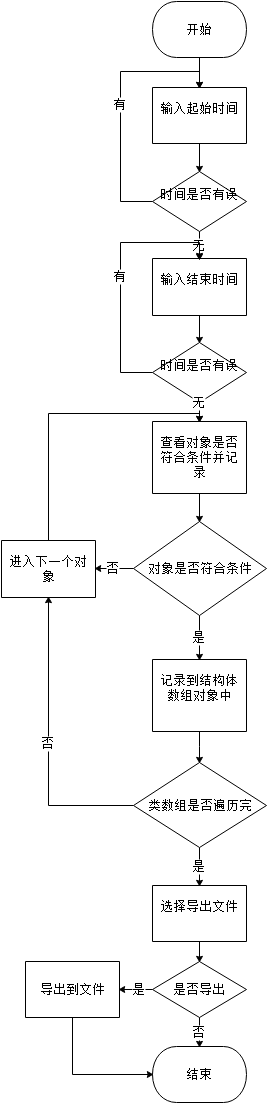 开始
有
输入起始时间
时间是否有误
无
有
输入结束时间
时间是否有误
无
查看对象是否
符合条件并记
录
进入下一个对
象
否
对象是否符合条件
是
记录到结构体
数组对象中
否
类数组是否遍历完
是
选择导出文件
导出到文件
是
是否导出
否
结束